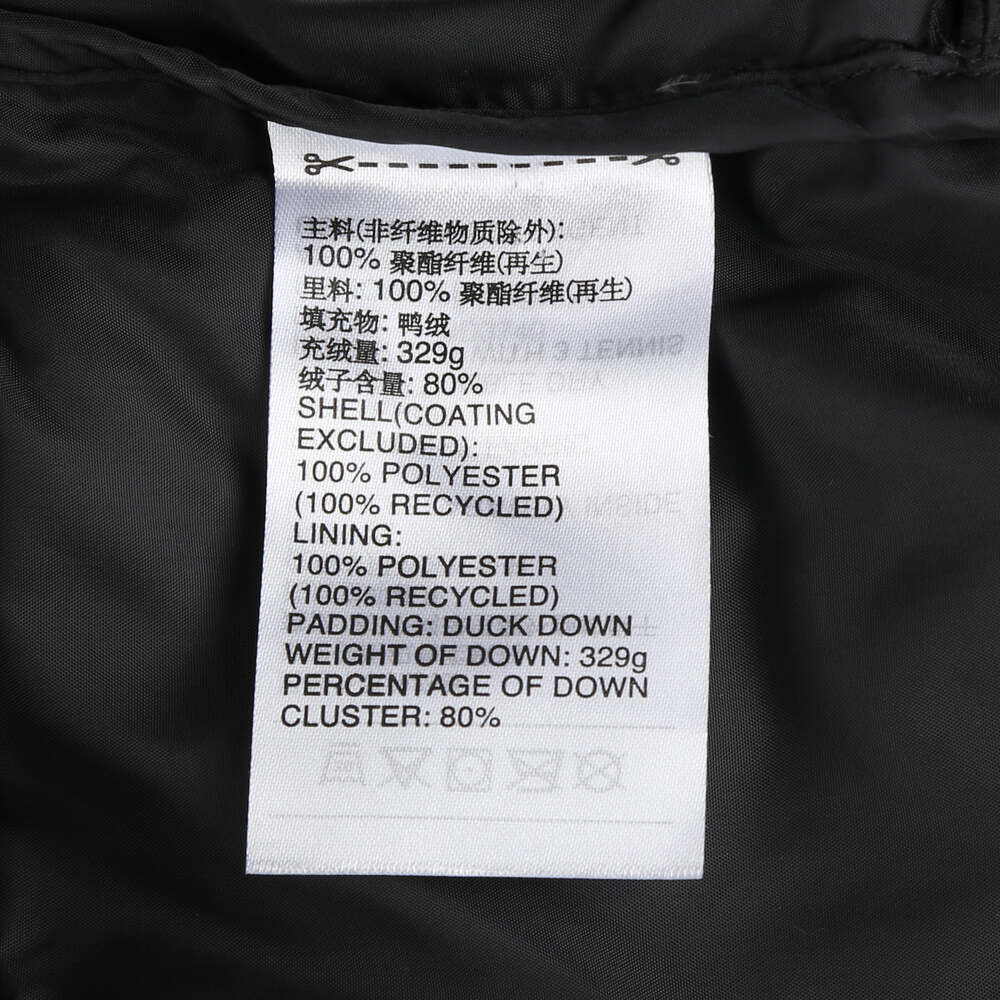 主料(非纤维物质除外):
100% 聚酯纤维(再生)
里料: 100% 聚酯纤维(再生)
填充物: 鸭绒
充绒量: 329g
绒子含量: 80%
SHELL(COATING
EXCLUDED):
100% POLYESTER
(100% RECYCLED)
LINING:
100% POLYESTER
(100% RECYCLED)
PADDING: DUCK DOWN
WEIGHT OF DOWN: 329g
PERCENTAGE OF DOWN
CLUSTER: 80%